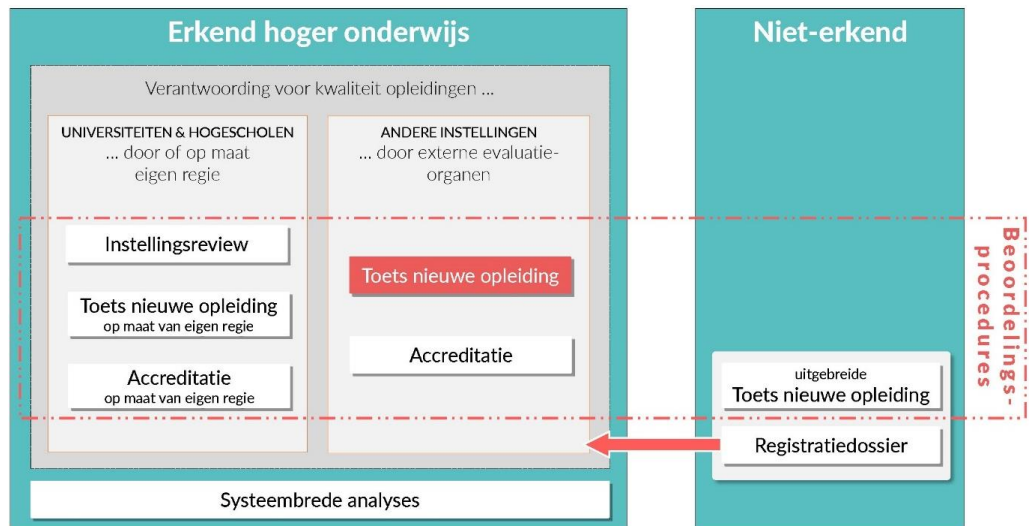 Erkend hoger onderwijs
Verantwoording voor kwaliteit opleidingen ...
UNIVERSITEITEN & HOGESCHOLEN
... door of op maat
eigen regie
Instellingsreview
Toets nieuwe opleiding
op maat van eigen regie
Accreditatie
op maat van eigen regie
ANDERE INSTELLINGEN
... door externe evaluatie-
organen
Toets nieuwe opleiding
Accreditatie
Systeembrede analyses
Niet-erkend
uitgebreide
Toets nieuwe opleiding
Registratiedossier
Beoordelings-
procedures